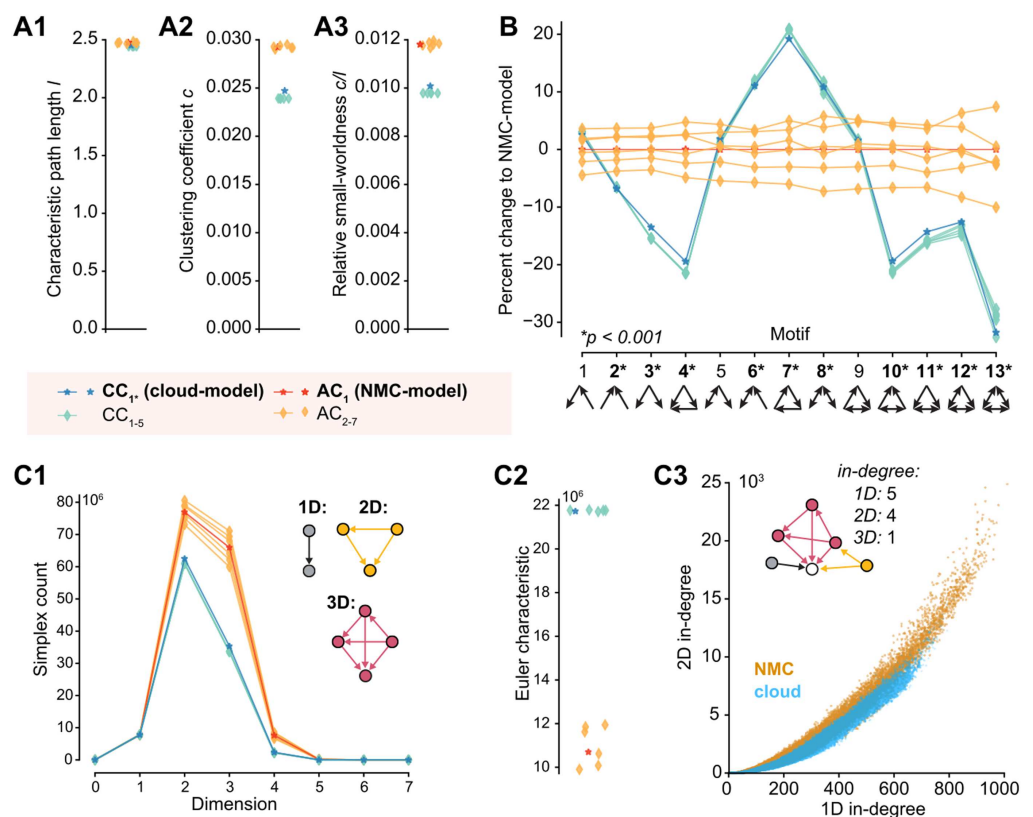 A1
Characteristic path length l
2.5
2.0
1.5
1.0
0.5
0.0
A2
Clustering coefficient c
0.030
0.025
0.020
0.015
0.010
0.005
0.000
A3
Relative small-worldness c/l
0.012
0.010
0.008
0.006
0.004
0.002
0.000
B
Percent change to NMC-model
20
10
0
−10
−20
−30
*p < 0.001
Motif
1 2* 3* 4* 5 6* 7* 8* 9 10* 11* 12* 13*
CC1* (cloud-model)
AC1 (NMC-model)
CC1-5
AC2-7
C1
Simplex count
10^6
80
70
60
50
40
30
20
10
0
1D: 2D:
3D:
0 1 2 3 4 5 6 7
Dimension
C2
Euler characteristic
10^6
22
20
18
16
14
12
10
C3
2D in-degree
25 10^3
20
15
10
5
0
in-degree:
1D: 5
2D: 4
3D: 1
NMC
cloud
0 200 400 600 800 1000
1D in-degree